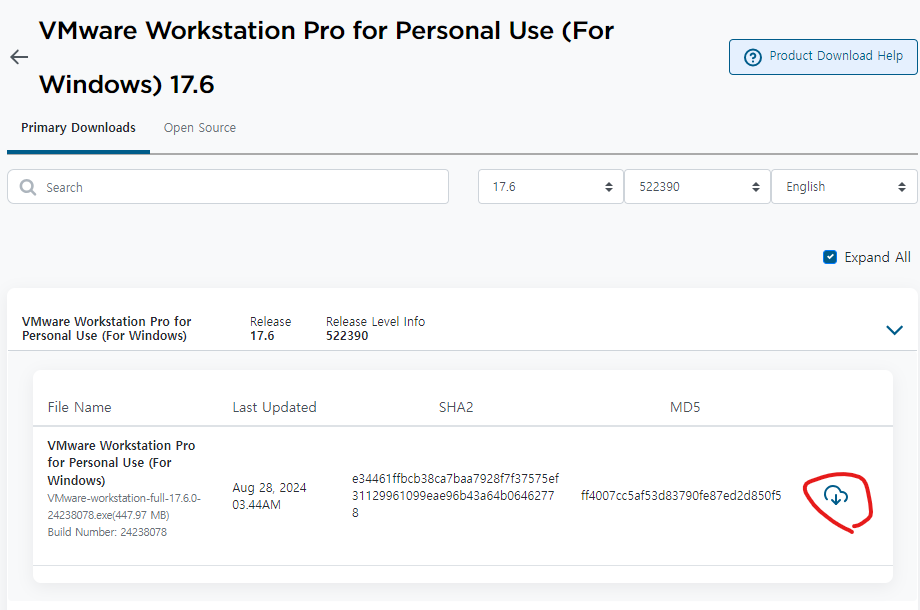 VMware Workstation Pro for Personal Use (For
Windows) 17.6
Product Download Help
Primary Downloads
Open Source
Search
17.6
522390
English
Expand All
VMware Workstation Pro for
Personal Use (For Windows)
Release
17.6
Release Level Info
522390
File Name
Last Updated
SHA2
MD5
VMware Workstation Pro
for Personal Use (For
Windows)
VMware-workstation-full-17.6.0-
24238078.exe(447.97 MB)
Build Number: 24238078
Aug 28, 2024
03.44AM
e34461ffbcb38ca7baa7928f7f37575ef
31129961099eae96b43a64b0646277
8
ff4007cc5af53d83790fe87ed2d850f5